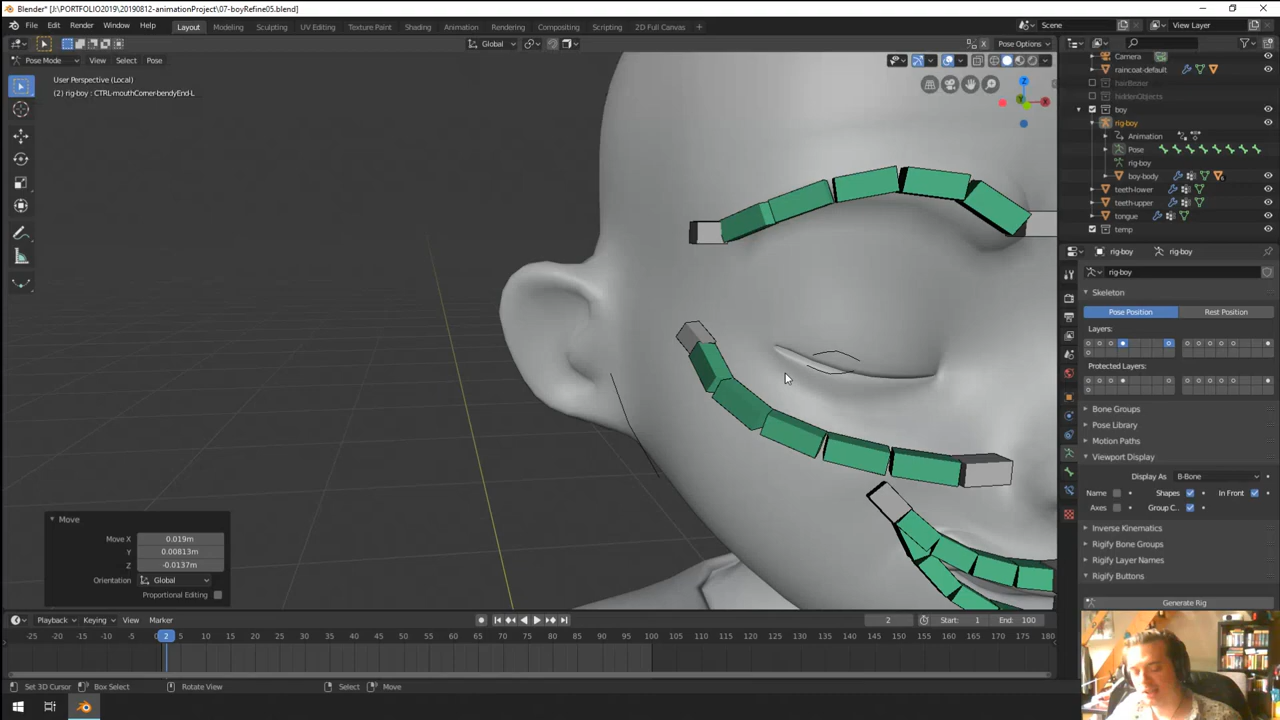 Blender* [J:\PORTFOLIO2019\20190812-animationProject\07-boyRefine05.blend]
File Edit Render Window Help
Layout Modeling Sculpting UV Editing Texture Paint Shading Animation Rendering Compositing Scripting 2D Full Canvas +
Scene
View Layer
Global
Pose Options
Pose Mode View Select Pose
User Perspective (Local)
(2) rig-boy : CTRL-mouthCorner-bendyEnd-L
Z
Y
X
Camera
raincoat-default
hairBezier
hiddenObjects
boy
rig-boy
Animation
Pose
rig-boy
boy-body
teeth-lower
teeth-upper
tongue
temp
rig-boy rig-boy
rig-boy
Skeleton
Pose Position Rest Position
Layers:
Protected Layers:
Bone Groups
Pose Library
Motion Paths
Viewport Display
Display As B-Bone
Name Shapes In Front
Axes Group C..
Inverse Kinematics
Rigify Bone Groups
Rigify Layer Names
Rigify Buttons
Generate Rig
Move
Move X 0.019m
Y 0.00813m
Z -0.0137m
Orientation Global
Proportional Editing
Playback Keying View Marker
2 Start: 1 End: 100
-25 -20 -15 -10 -5 2 5 10 15 20 25 30 35 40 45 50 55 60 65 70 75 80 85 90 95 100 105 110 115 120 125 130 135 140 145 150 155 160 165 170 175 180
Set 3D Cursor Box Select Rotate View Select Move